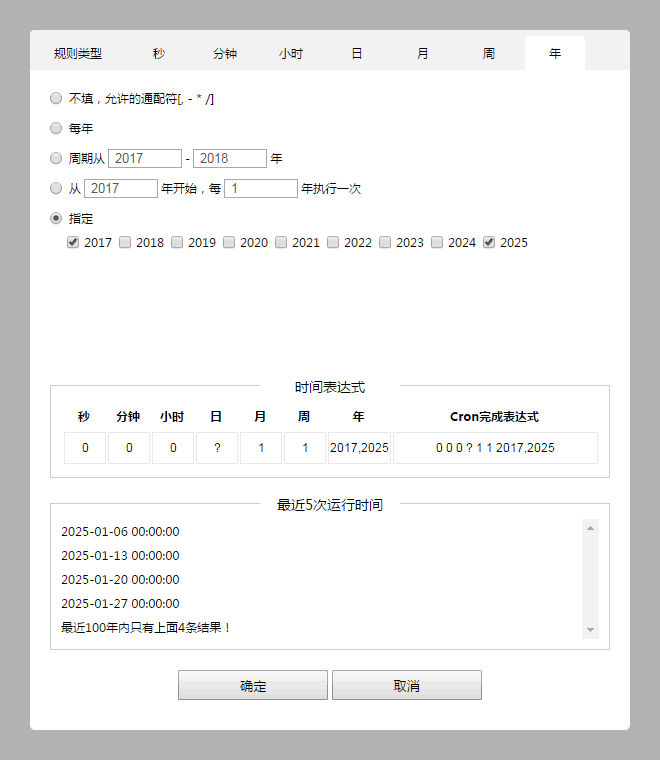 规则类型 秒 分钟 小时 日 月 周 年
不填，允许的通配符[, - * /]
每年
周期从 2017 - 2018 年
从 2017 年开始，每 1 年执行一次
指定
2017 2018 2019 2020 2021 2022 2023 2024 2025
时间表达式
秒 分钟 小时 日 月 周 年 Cron完成表达式
0 0 0 ? 1 1 2017,2025 0 0 0 ? 1 1 2017,2025
最近5次运行时间
2025-01-06 00:00:00
2025-01-13 00:00:00
2025-01-20 00:00:00
2025-01-27 00:00:00
最近100年内只有上面4条结果！
确定 取消